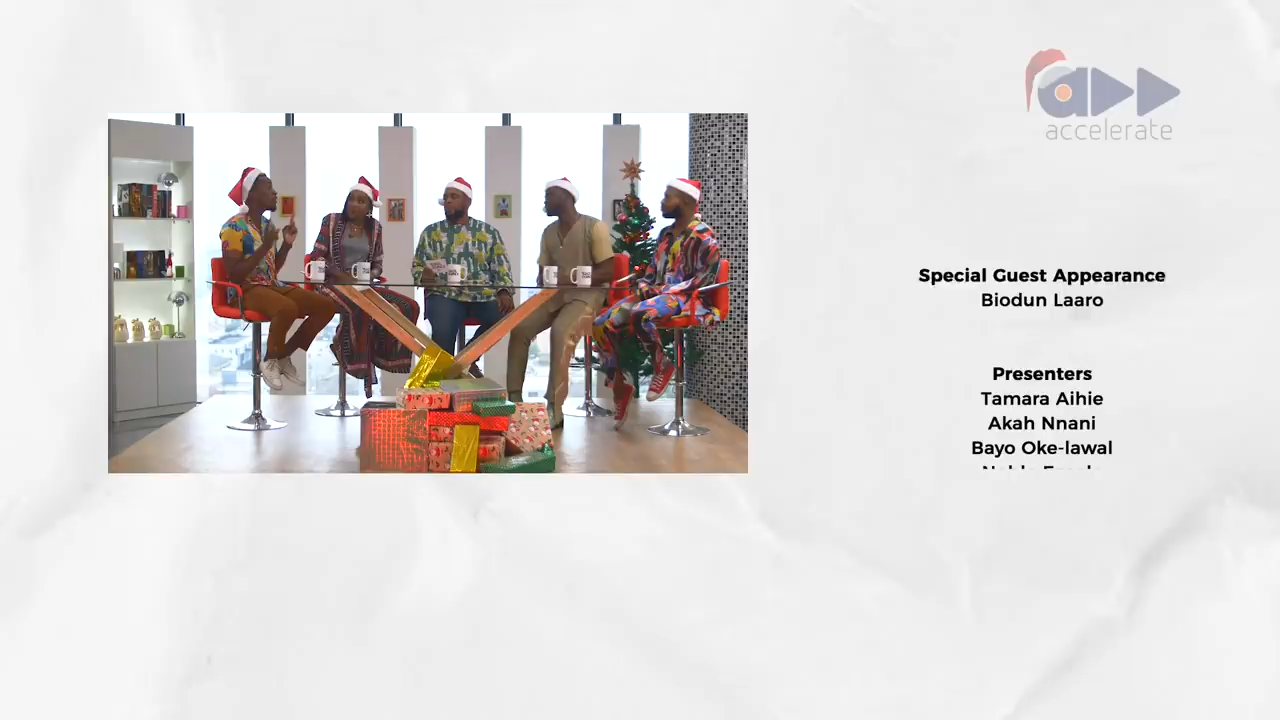 accelerate
Special Guest Appearance
Biodun Laaro
Presenters
Tamara Aihie
Akah Nnani
Bayo Oke-lawal